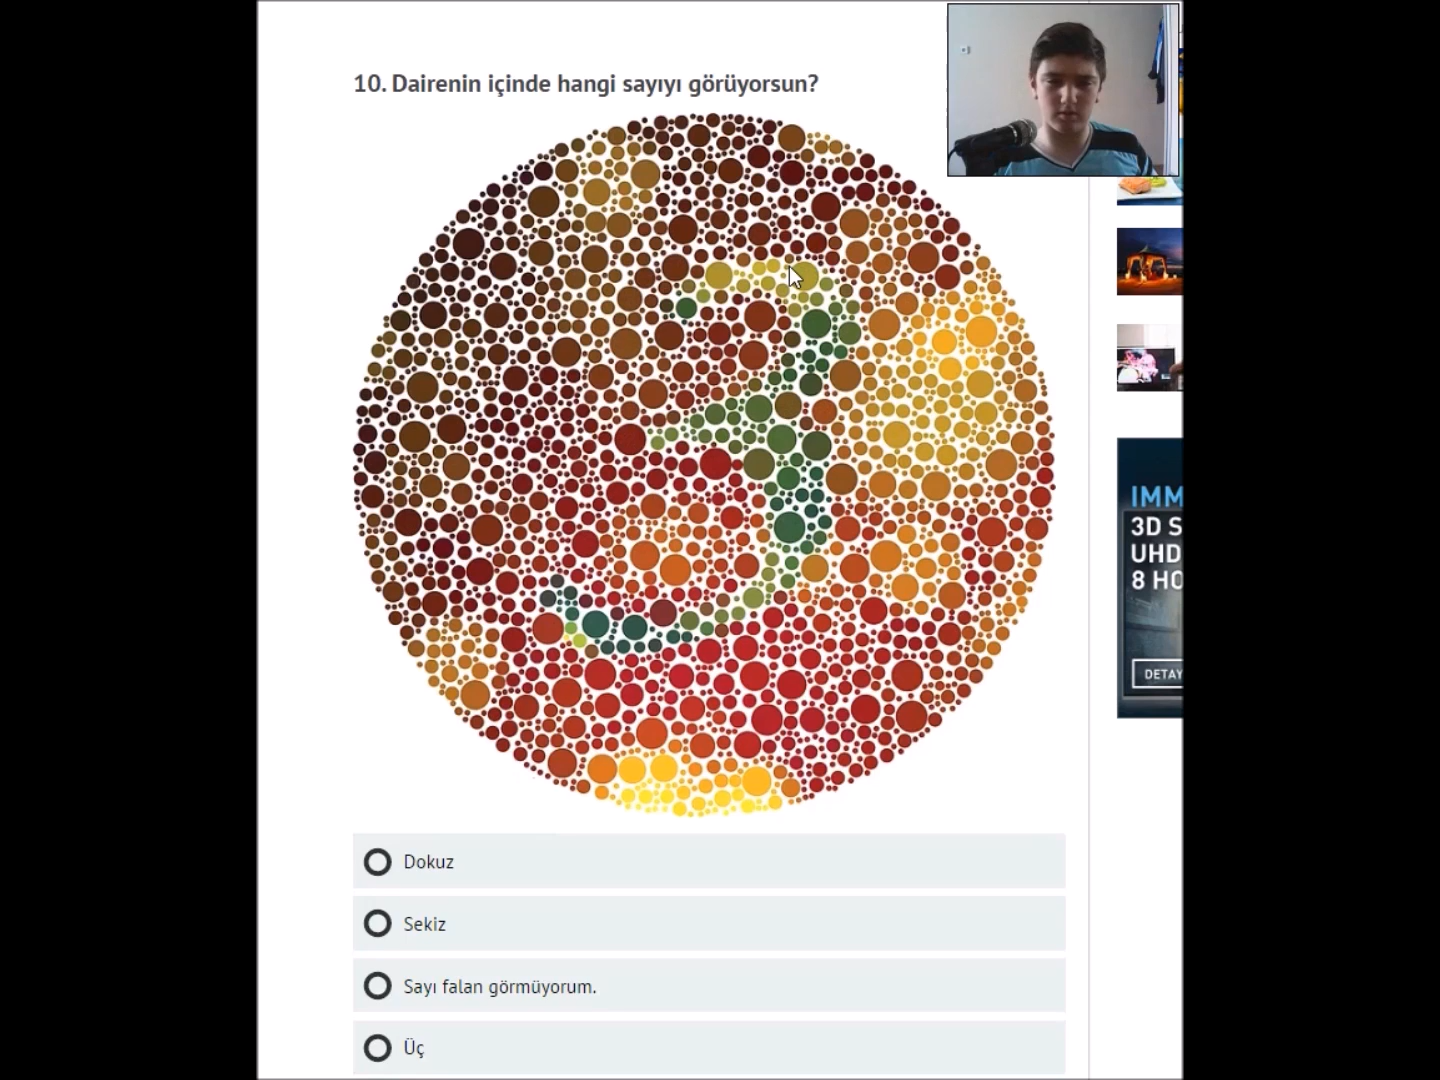 10. Dairenin içinde hangi sayıyı görüyorsun?
Dokuz
Sekiz
Sayı falan görmüyorum.
Üç
IMM
3D S
UHD
8 HO
DETAY